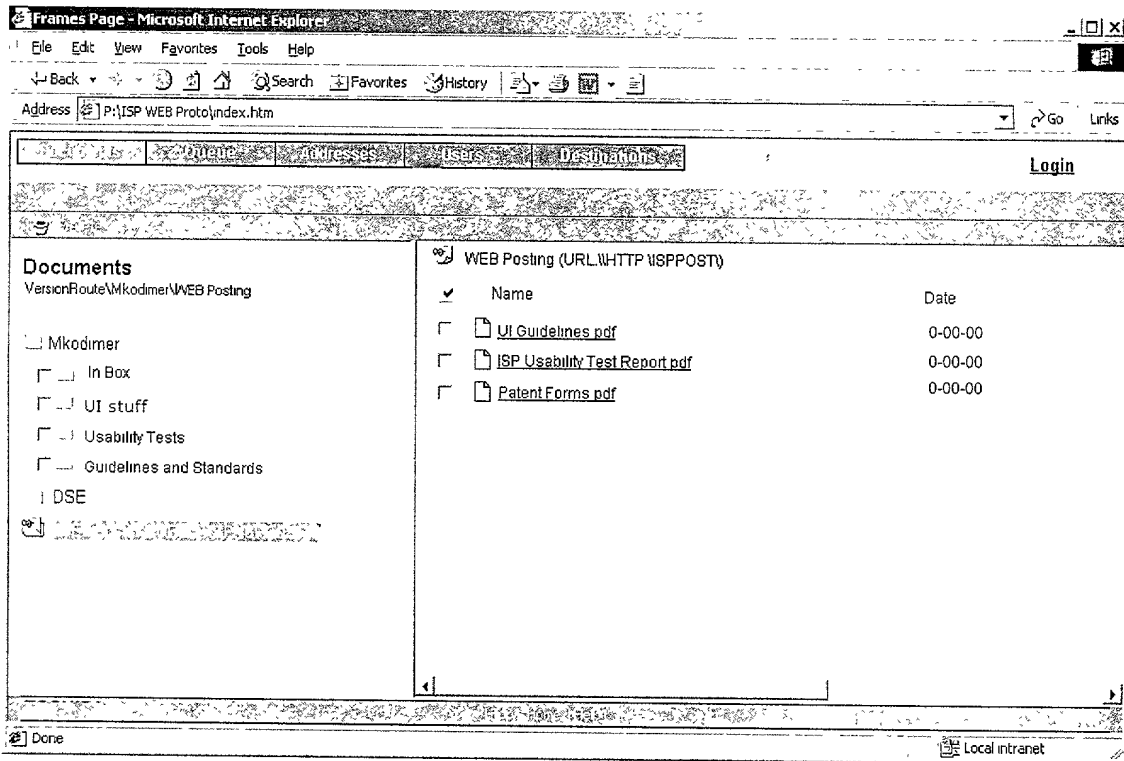 Frames Page - Microsoft Internet Explorer
File Edit View Favorites Tools Help
Back Search Favorites History
Address P:\ISP WEB Proto\index.htm Go Links
Queue Addresses Users Destinations Login
Documents
VersionRoute\Mkodimer\WEB Posting
Mkodimer
In Box
UI stuff
Usability Tests
Guidelines and Standards
DSE
WEB Posting (URL.\\HTTP \\ISPPOST\)
Name Date
UI Guidelines pdf 0-00-00
ISP Usability Test Report pdf 0-00-00
Patent Forms pdf 0-00-00
Done Local intranet